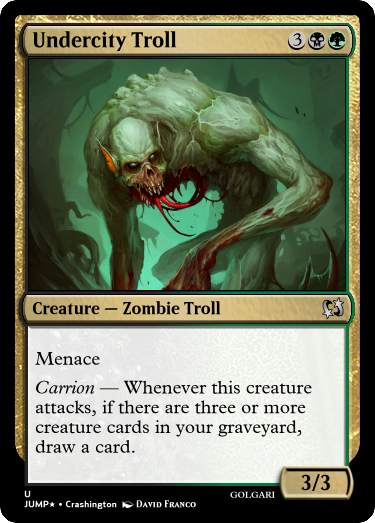 Undercity Troll 3
Creature — Zombie Troll
Menace
Carrion — Whenever this creature
attacks, if there are three or more
creature cards in your graveyard,
draw a card.
3/3
U GOLGARI
JUMP★ • Crashington David Franco